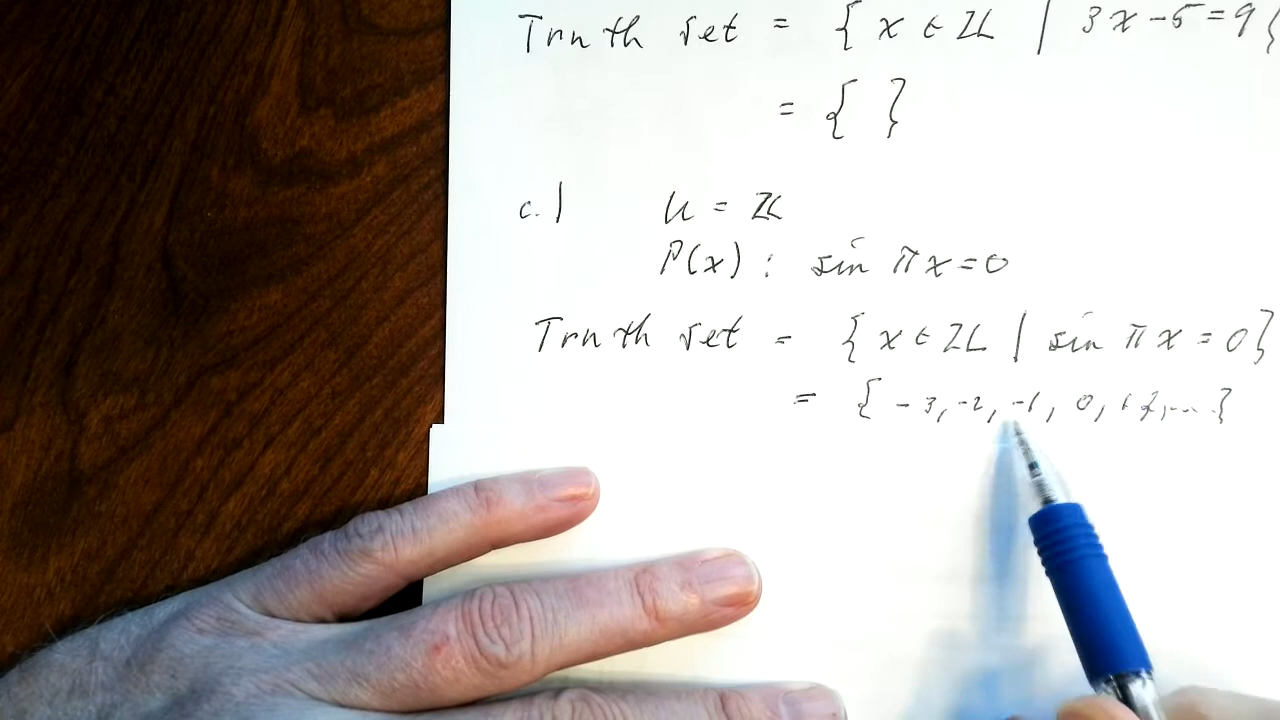 Truth set = { x ∈ ℤ | 3x - 5 = 9 }
= { }
c.) U = ℤ
P(x) : sin πx = 0
Truth set = { x ∈ ℤ | sin πx = 0 }
= { -3, -2, -1, 0, 1, 2, ... }